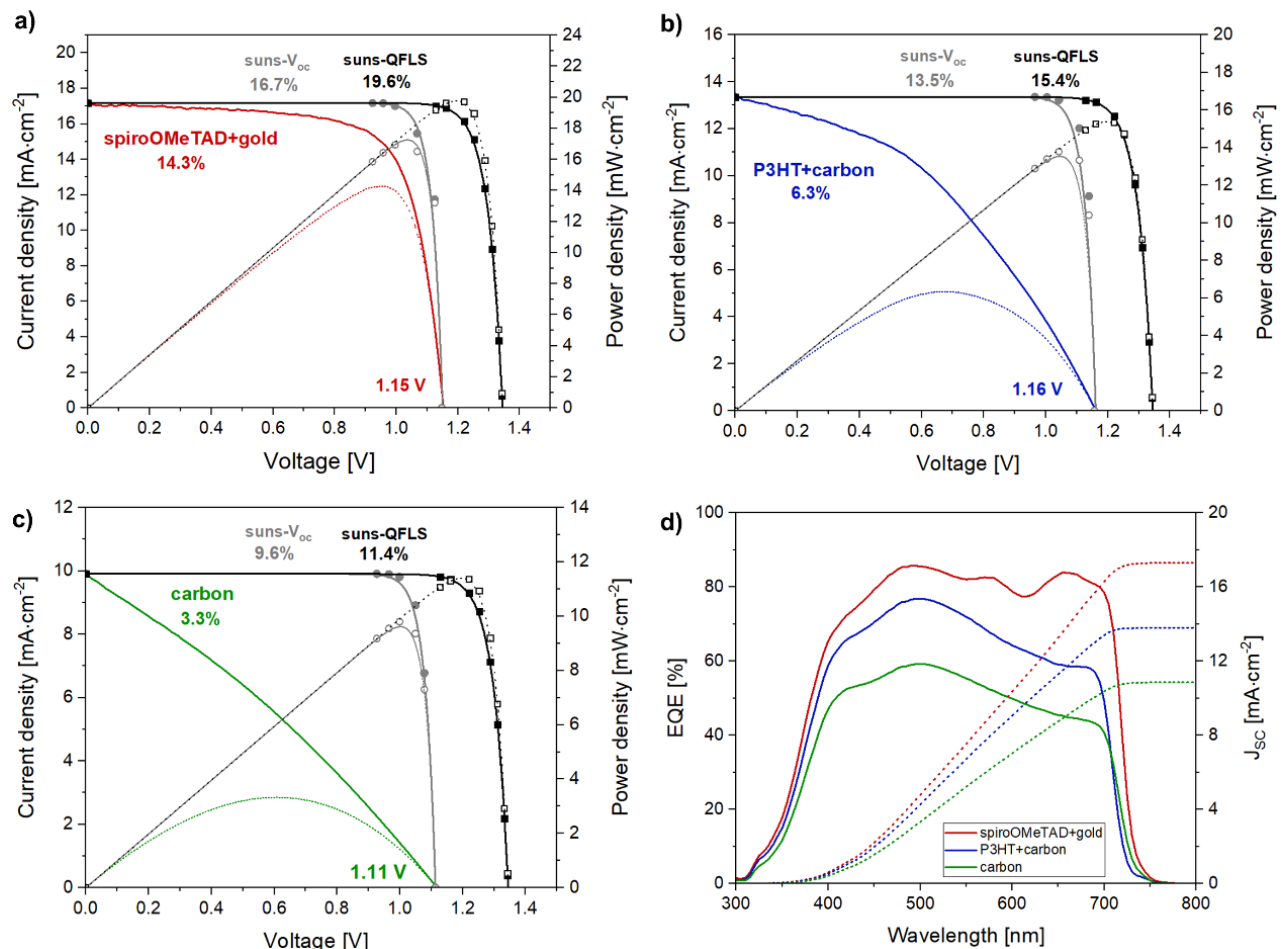 a)
suns-Voc
16.7%
suns-QFLS
19.6%
spiroOMeTAD+gold
14.3%
1.15 V
Current density [mA·cm-2]
Power density [mW·cm-2]
Voltage [V]
0 2 4 6 8 10 12 14 16 18 20
0.0 0.2 0.4 0.6 0.8 1.0 1.2 1.4
0 1 2 3 4 5 6 7 8 9 10 11 12 13 14 15 16 17 18 19 20 22 24
b)
suns-Voc
13.5%
suns-QFLS
15.4%
P3HT+carbon
6.3%
1.16 V
Current density [mA·cm-2]
Power density [mW·cm-2]
Voltage [V]
0 2 4 6 8 10 12 14 16
0.0 0.2 0.4 0.6 0.8 1.0 1.2 1.4
0 2 4 6 8 10 12 14 16 18 20
c)
suns-Voc
9.6%
suns-QFLS
11.4%
carbon
3.3%
1.11 V
Current density [mA·cm-2]
Power density [mW·cm-2]
Voltage [V]
0 2 4 6 8 10 12
0.0 0.2 0.4 0.6 0.8 1.0 1.2 1.4
0 2 4 6 8 10 12 14
d)
EQE [%]
JSC [mA·cm-2]
Wavelength [nm]
0 20 40 60 80 100
300 400 500 600 700 800
0 4 8 12 16 20
spiroOMeTAD+gold
P3HT+carbon
carbon